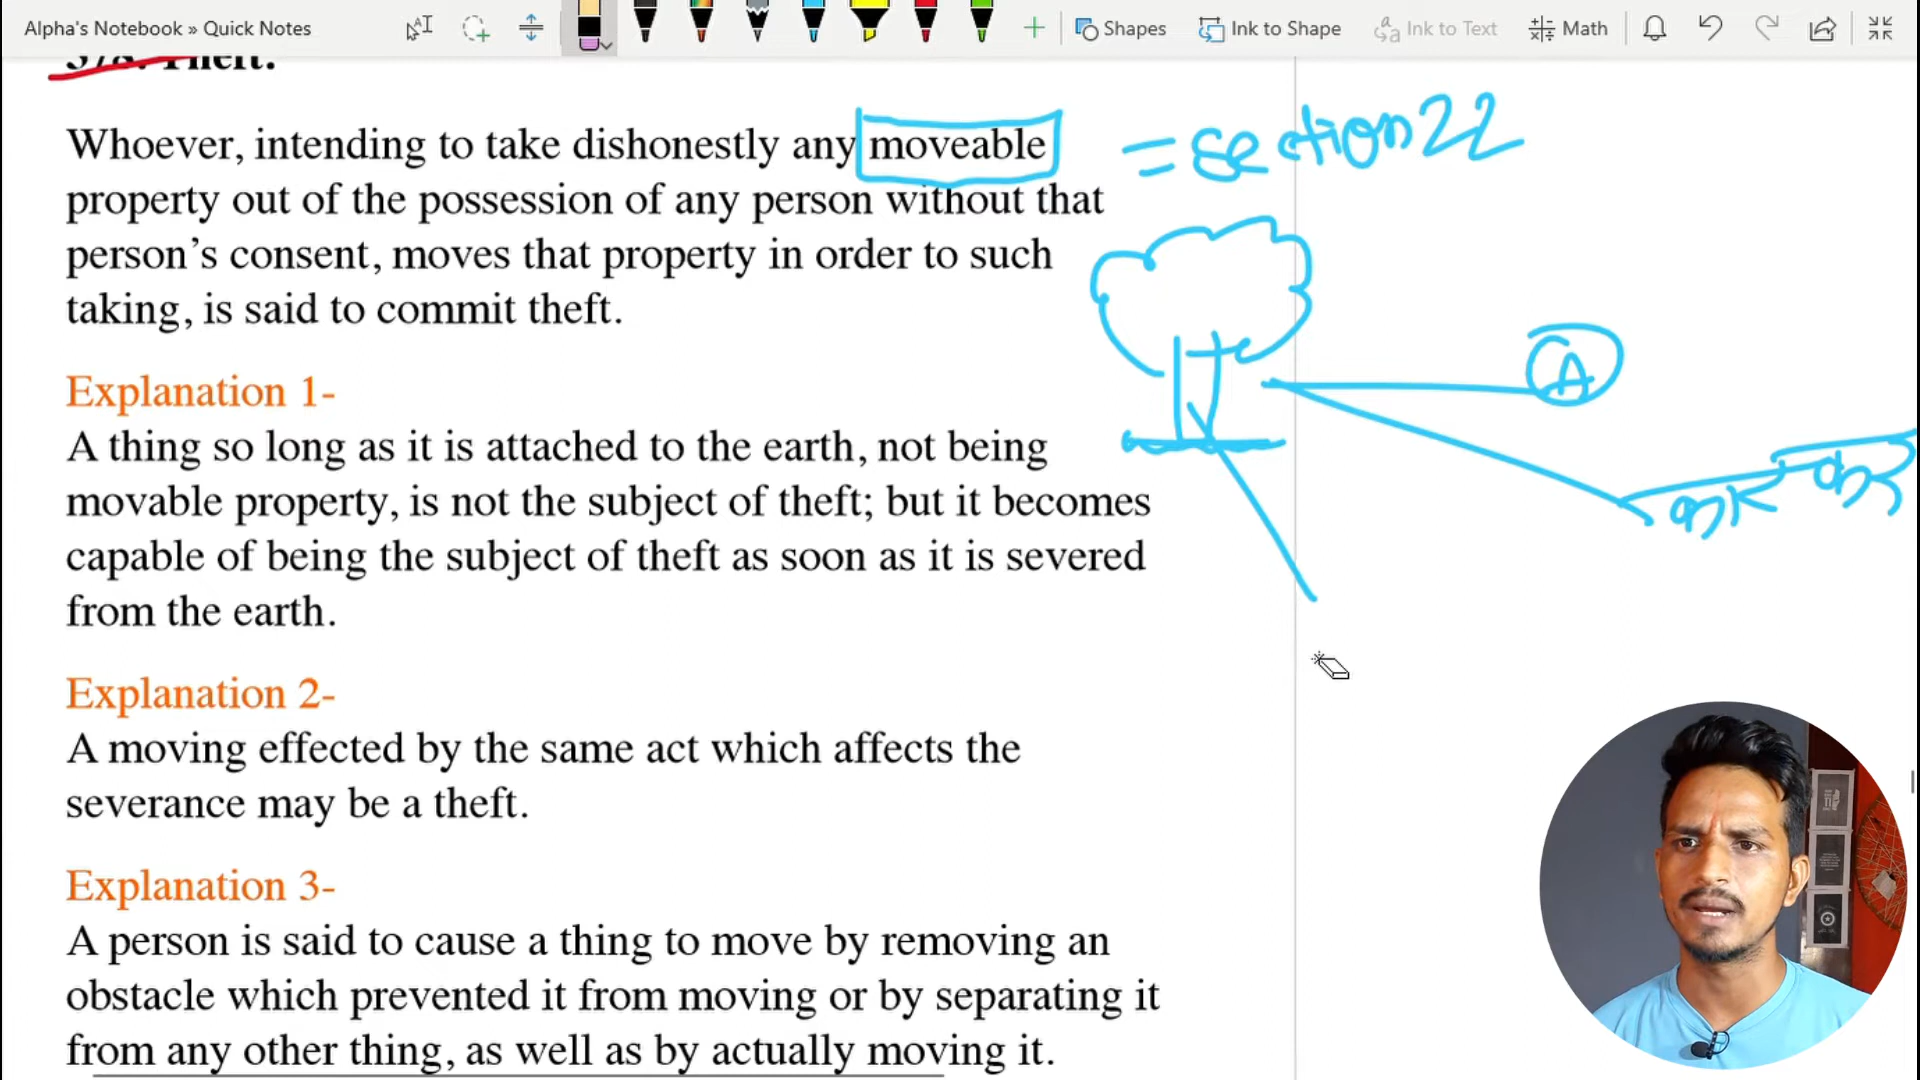 Alpha's Notebook » Quick Notes
Shapes
Ink to Shape
Ink to Text
Math
378. Theft.
Whoever, intending to take dishonestly any moveable
= section 22
property out of the possession of any person without that
person’s consent, moves that property in order to such
taking, is said to commit theft.
A
Explanation 1-
A thing so long as it is attached to the earth, not being
movable property, is not the subject of theft; but it becomes
capable of being the subject of theft as soon as it is severed
from the earth.
Explanation 2-
A moving effected by the same act which affects the
severance may be a theft.
Explanation 3-
A person is said to cause a thing to move by removing an
obstacle which prevented it from moving or by separating it
from any other thing, as well as by actually moving it.